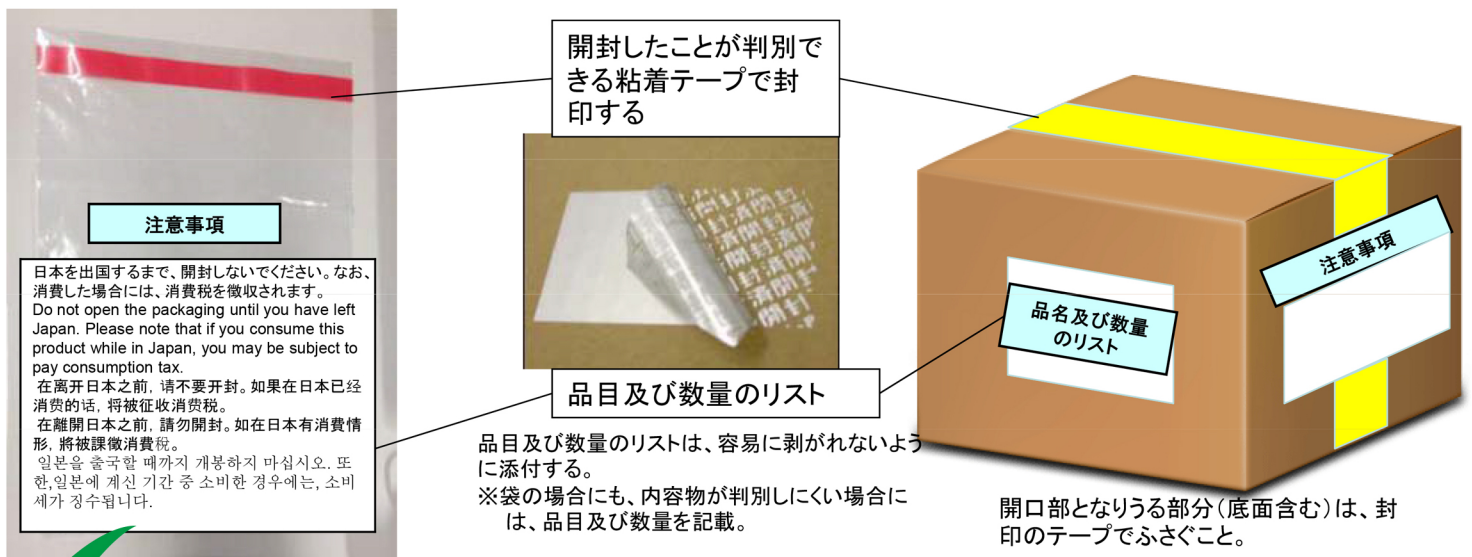 注意事項
日本を出国するまで、開封しないでください。なお、
消費した場合には、消費税を徴収されます。
Do not open the packaging until you have left
Japan. Please note that if you consume this
product while in Japan, you may be subject to
pay consumption tax.
在离开日本之前, 请不要开封。如果在日本已经
消费的话, 将被征收消费税。
在離開日本之前, 請勿開封。如在日本有消費情
形, 將被課徵消費稅。
일본을 출국할 때까지 개봉하지 마십시오. 또
한,일본에 계신 기간 중 소비한 경우에는, 소비
세가 징수됩니다.
開封したことが判別で
きる粘着テープで封
印する
開封済
品目及び数量のリスト
品目及び数量のリストは、容易に剥がれないよう
に添付する。
※袋の場合にも、内容物が判別しにくい場合に
は、品目及び数量を記載。
品名及び数量
のリスト
注意事項
開口部となりうる部分(底面含む)は、封
印のテープでふさぐこと。